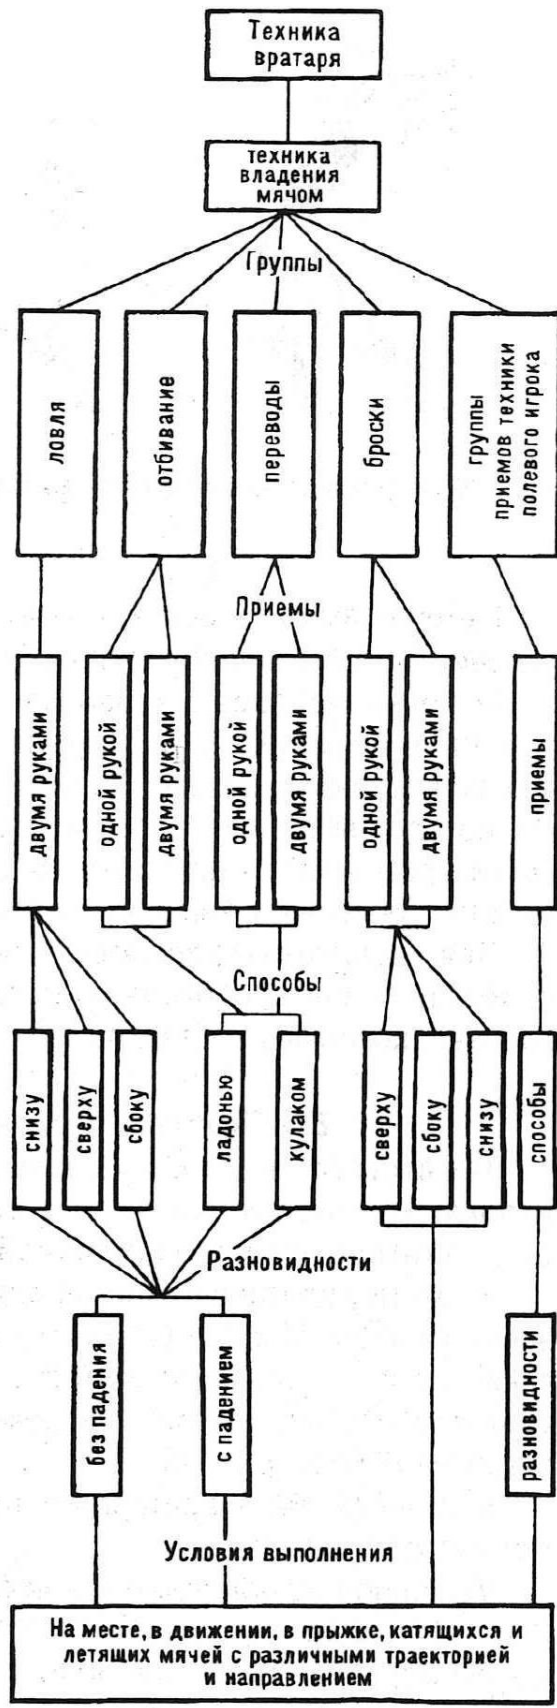 Техника
вратаря
техника
владения
мячом
Группы
ловля
отбивание
переводы
броски
группы
приемов техники
полевого игрока
Приемы
двумя руками
одной рукой
двумя руками
одной рукой
двумя руками
одной рукой
двумя руками
приемы
Способы
снизу
сверху
сбоку
ладонью
кулаком
сверху
сбоку
снизу
способы
Разновидности
без падения
с падением
разновидности
Условия выполнения
На месте, в движении, в прыжке, катящихся и
летящих мячей с различными траекторией
и направлением